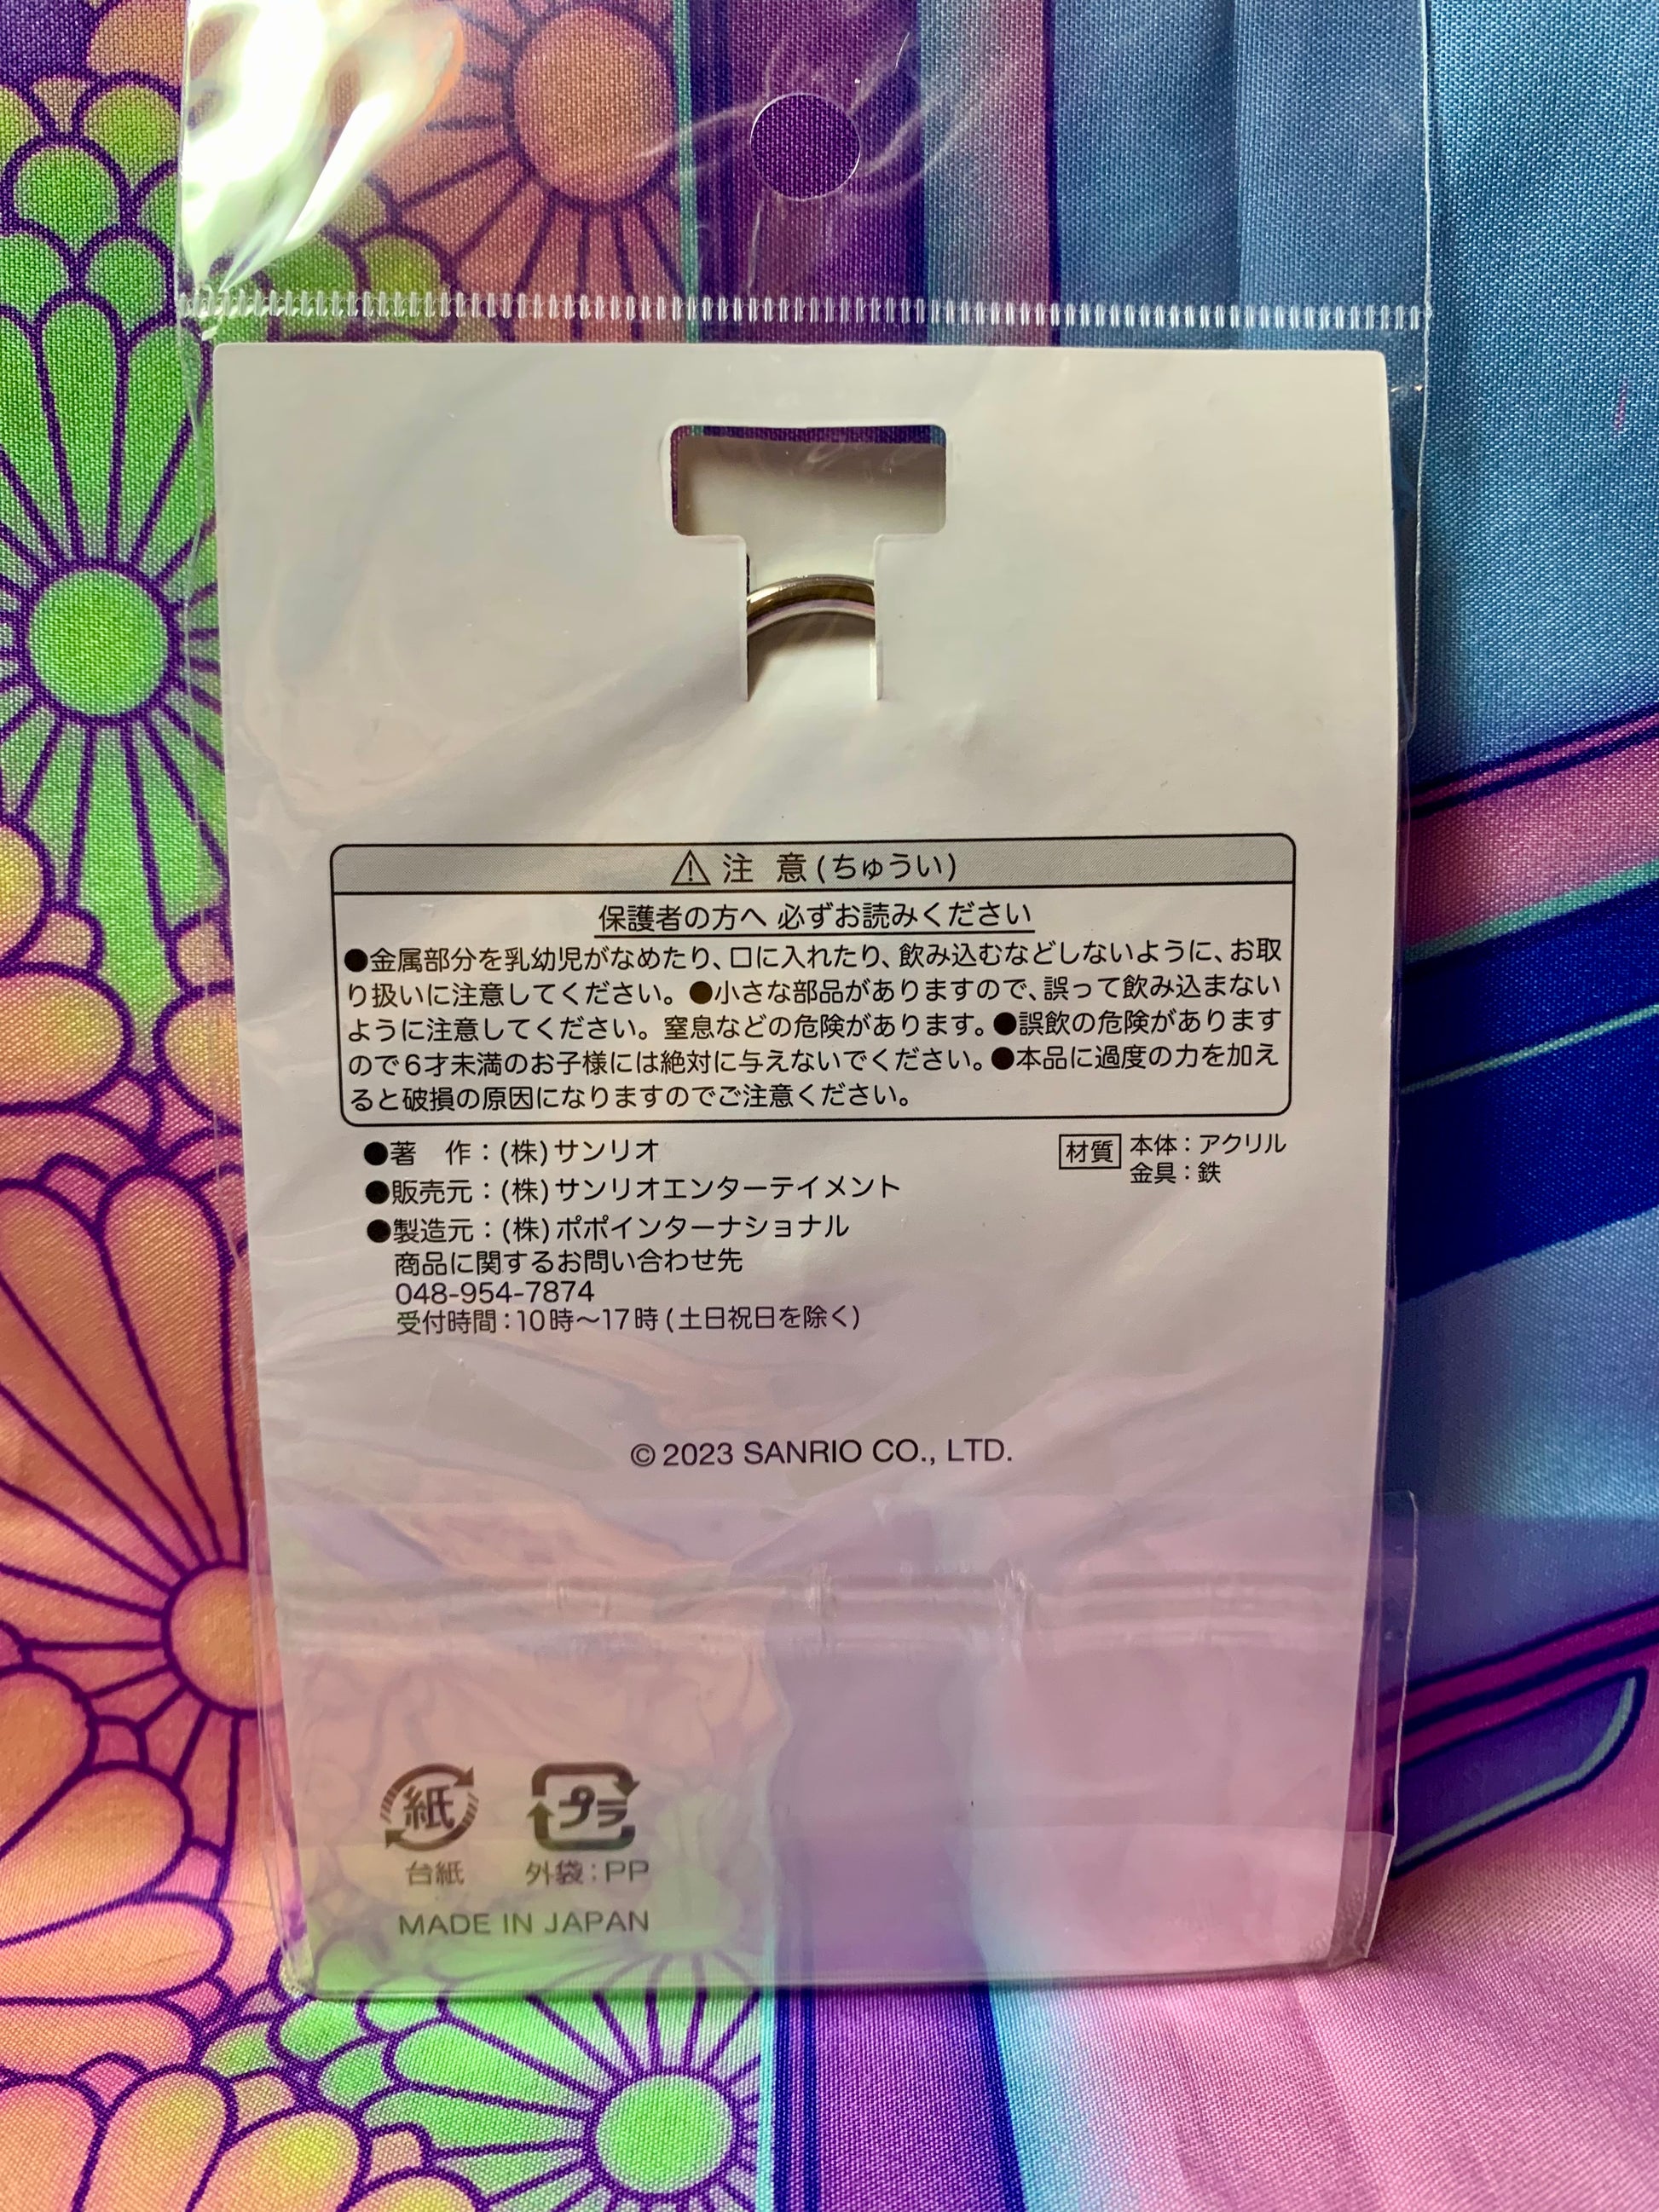 ⚠ 注 意(ちゅうい)
保護者の方へ 必ずお読みください
●金属部分を乳幼児がなめたり、口に入れたり、飲み込むなどしないように、お取
り扱いに注意してください。●小さな部品がありますので、誤って飲み込まない
ように注意してください。窒息などの危険があります。●誤飲の危険があります
ので6才未満のお子様には絶対に与えないでください。●本品に過度の力を加え
ると破損の原因になりますのでご注意ください。
●著　作：(株)サンリオ
●販売元：(株)サンリオエンターテイメント
●製造元：(株)ポポインターナショナル
商品に関するお問い合わせ先
048-954-7874
受付時間：10時～17時(土日祝日を除く)
材質 本体：アクリル
金具：鉄
© 2023 SANRIO CO., LTD.
紙 プラ
台紙 外袋：PP
MADE IN JAPAN